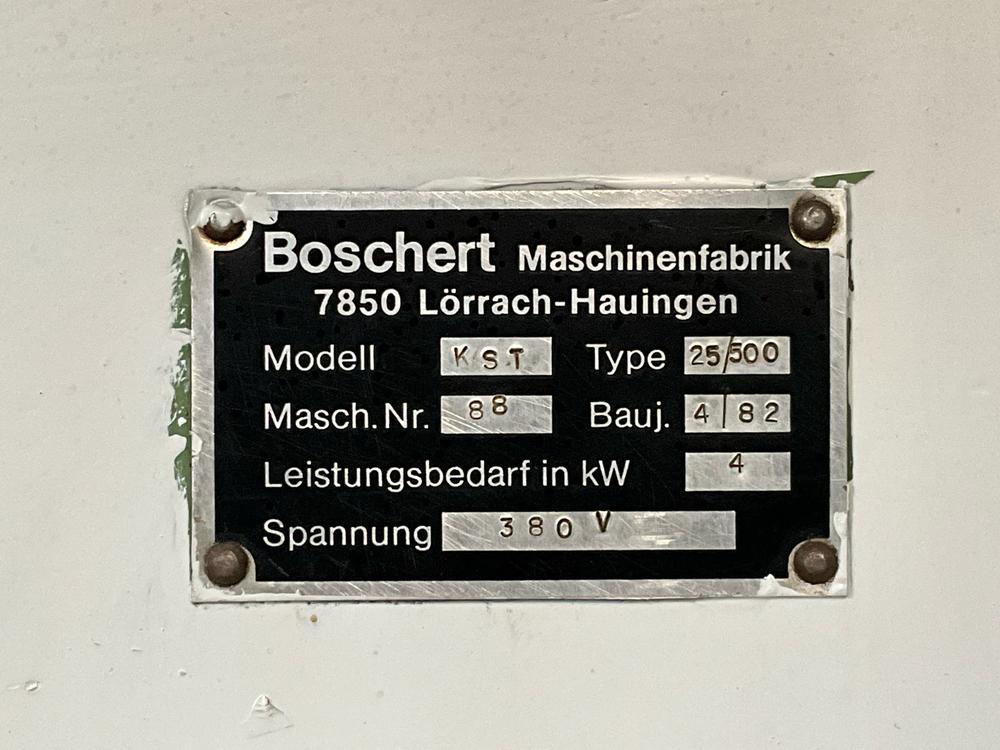 Boschert Maschinenfabrik
7850 Lörrach-Hauingen
Modell KST Type 25/500
Masch.Nr. 88 Bauj. 4/82
Leistungsbedarf in kW 4
Spannung 380 V